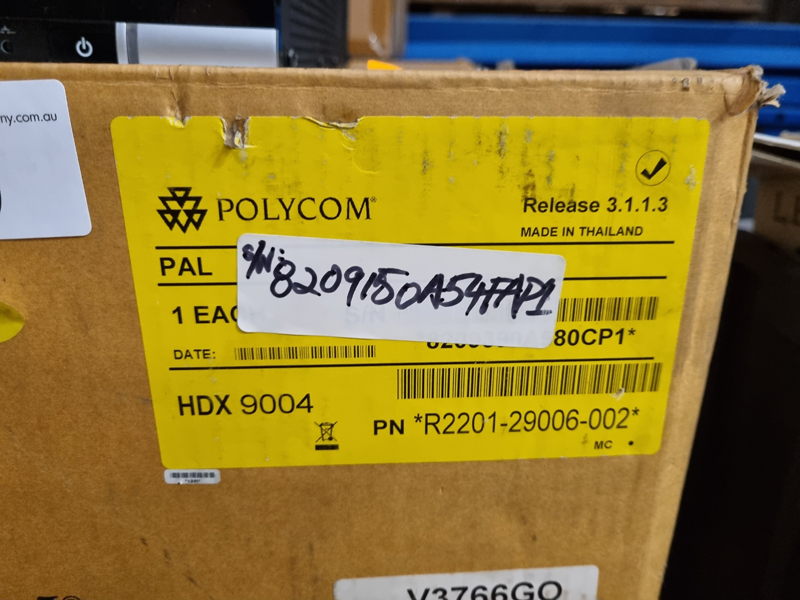 ny.com.au
POLYCOM®
Release 3.1.1.3
MADE IN THAILAND
PAL
S/N: 8209150A54FAP1
1 EACH
80CP1*
DATE:
HDX 9004
PN *R2201-29006-002*
MC
V3766GO